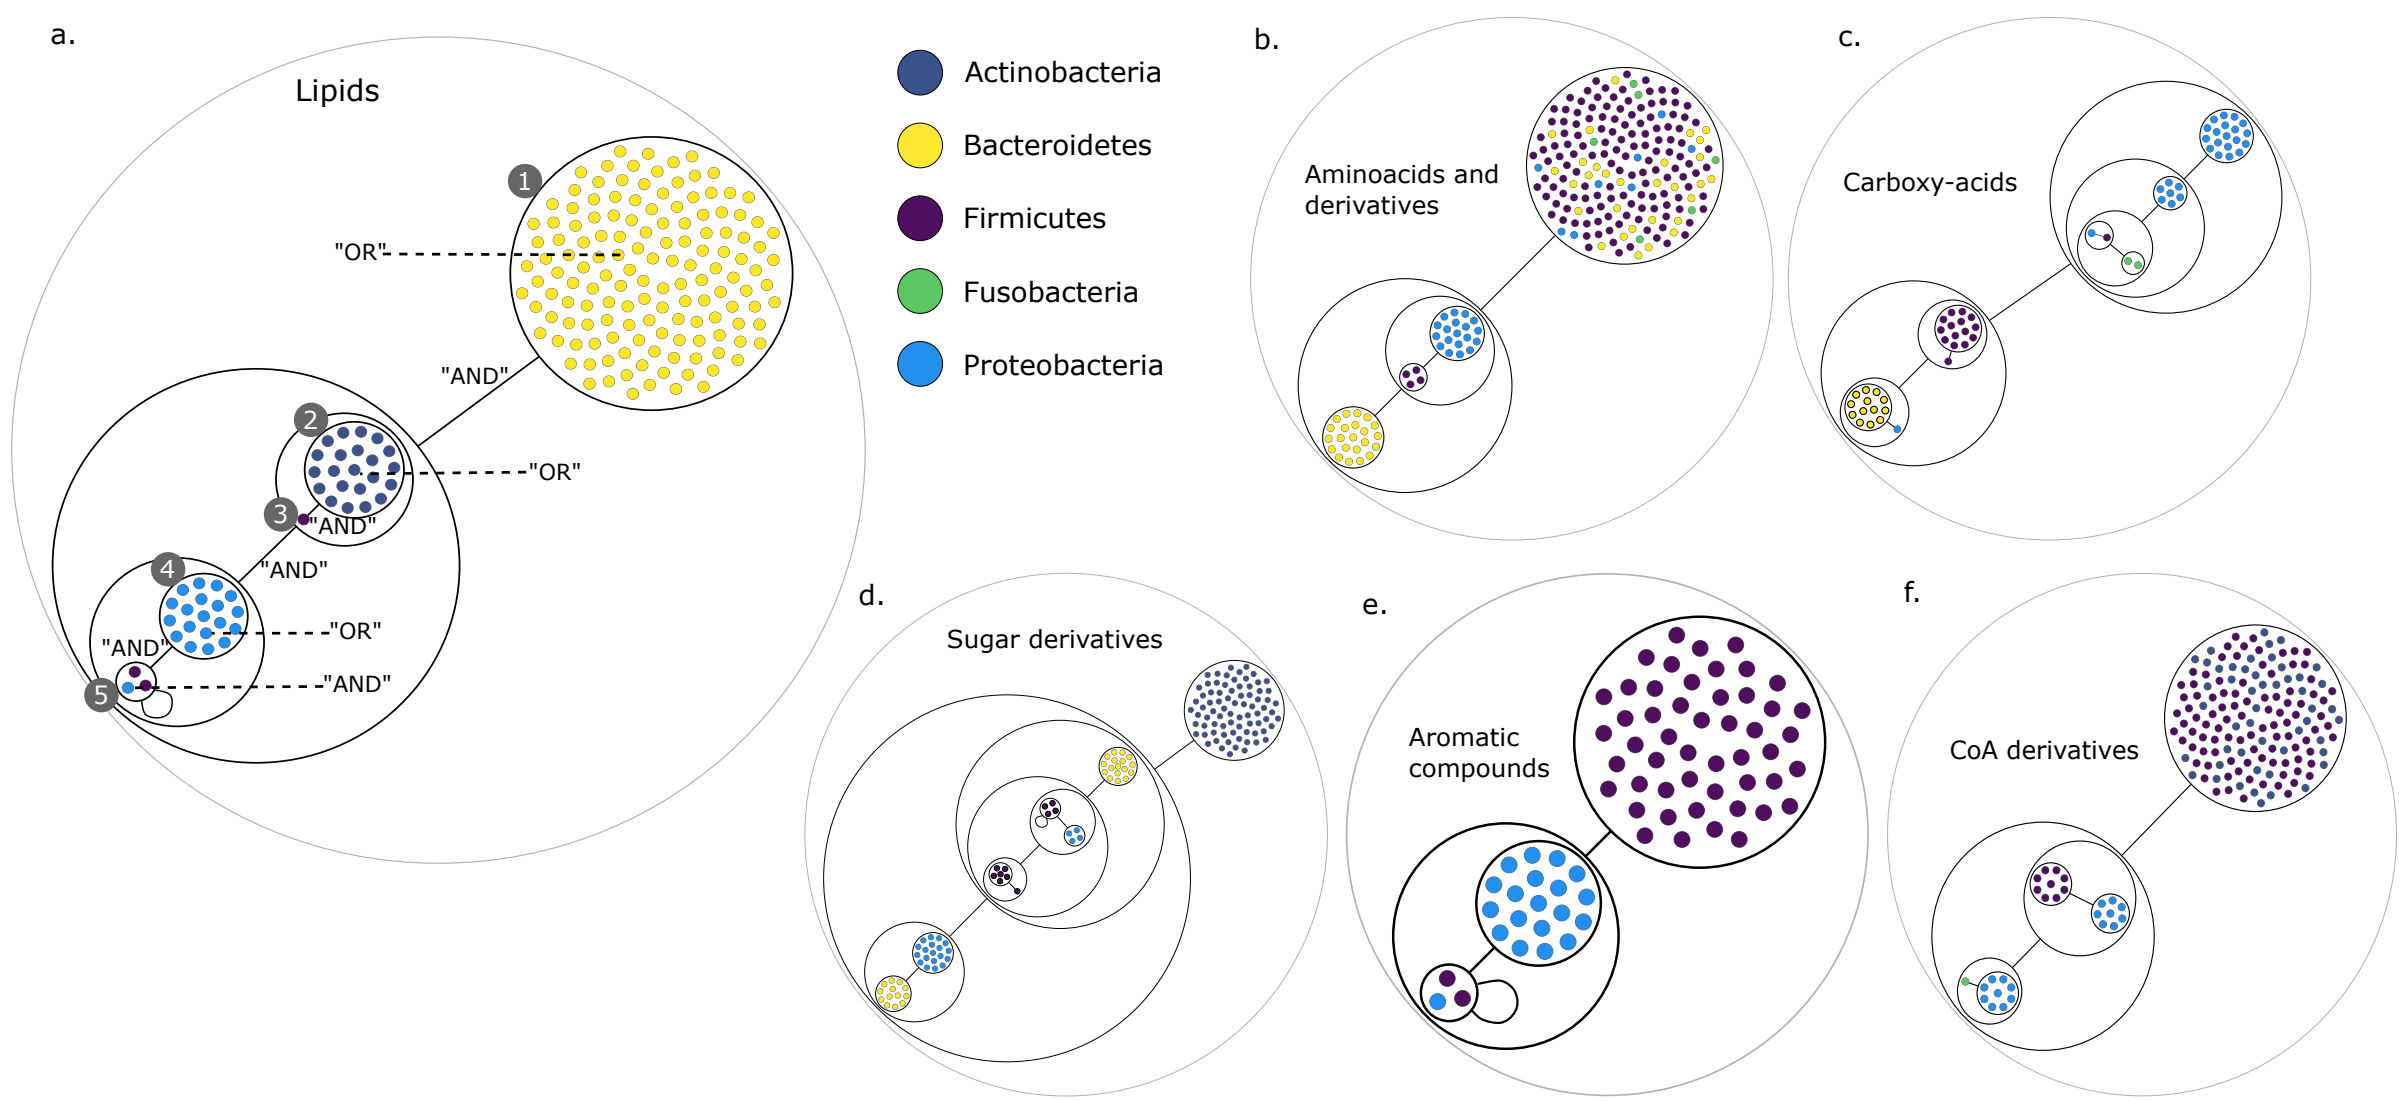 a.
Lipids
1
"OR"
"AND"
2
"OR"
3
"AND"
"AND"
4
"OR"
"AND"
5
"AND"
Actinobacteria
Bacteroidetes
Firmicutes
Fusobacteria
Proteobacteria
b.
Aminoacids and
derivatives
c.
Carboxy-acids
d.
Sugar derivatives
e.
Aromatic
compounds
f.
CoA derivatives